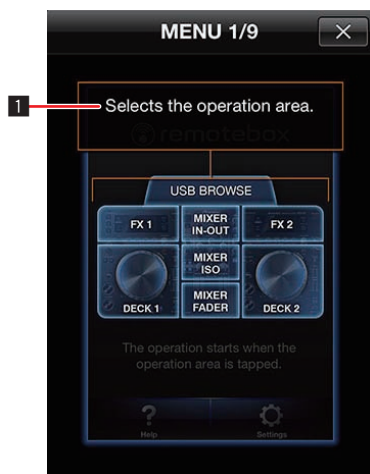 MENU 1/9
1
Selects the operation area.
remotebox
USB BROWSE
FX 1
MIXER
IN-OUT
FX 2
MIXER
ISO
DECK 1
MIXER
FADER
DECK 2
The operation starts when the
operation area is tapped.
?
Help
Settings